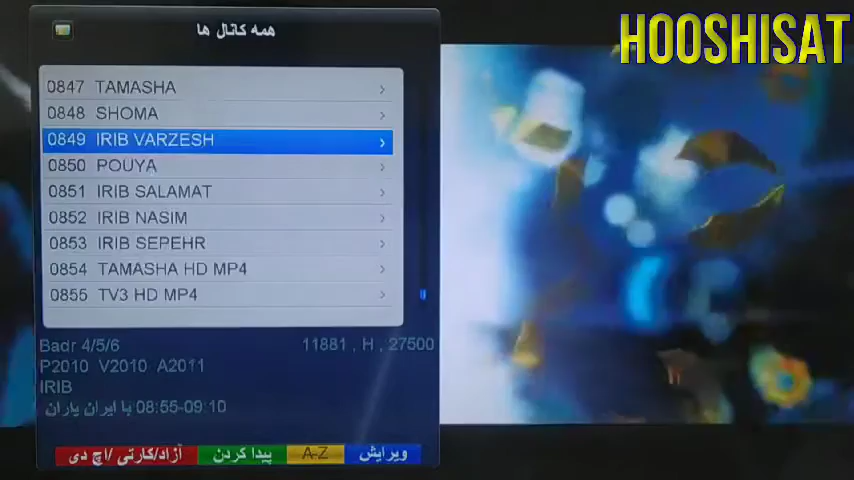 همه کانال ها
HOOSHISAT
0847 TAMASHA
0848 SHOMA
0849 IRIB VARZESH
0850 POUYA
0851 IRIB SALAMAT
0852 IRIB NASIM
0853 IRIB SEPEHR
0854 TAMASHA HD MP4
0855 TV3 HD MP4
Badr 4/5/6 11881 , H , 27500
P2010 V2010 A2011
IRIB
08:55-09:10 با ایران یاران
آزاد/کارتی /اچ دی پیدا کردن A-Z ویرایش